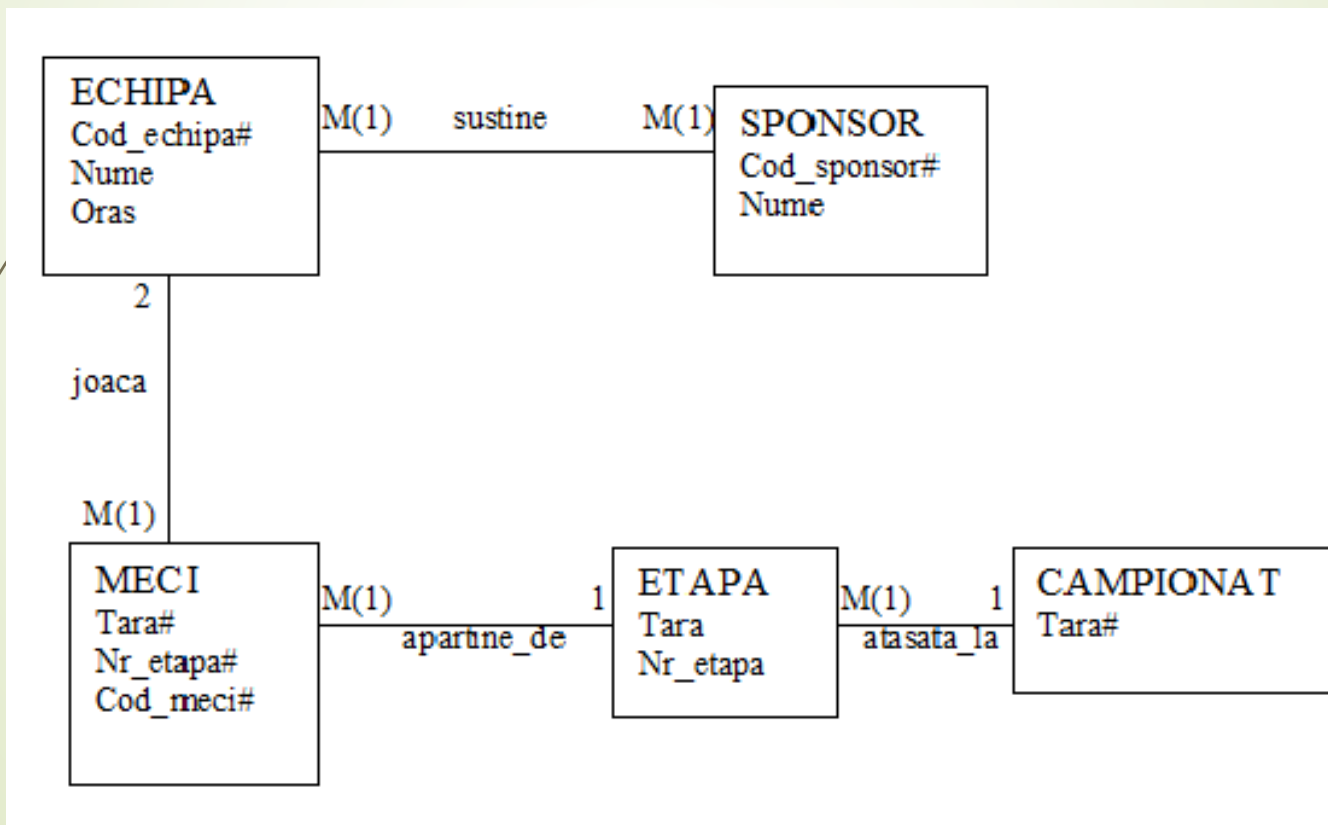 ECHIPA
Cod_echipa#
Nume
Oras
M(1) sustine M(1)
SPONSOR
Cod_sponsor#
Nume
2
joaca
M(1)
MECI
Tara#
Nr_etapa#
Cod_meci#
M(1) 1
apartine_de
ETAPA
Tara
Nr_etapa
M(1) 1
atasata_la
CAMPIONAT
Tara#